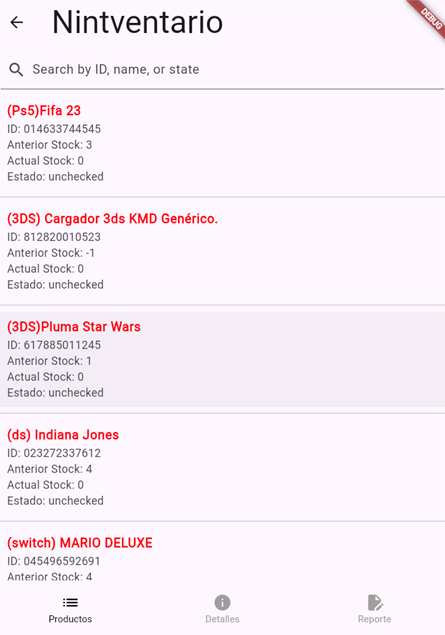 Nintventario
DEBUG
Search by ID, name, or state
(Ps5)Fifa 23
ID: 014633744545
Anterior Stock: 3
Actual Stock: 0
Estado: unchecked
(3DS) Cargador 3ds KMD Genérico.
ID: 812820010523
Anterior Stock: -1
Actual Stock: 0
Estado: unchecked
(3DS)Pluma Star Wars
ID: 617885011245
Anterior Stock: 1
Actual Stock: 0
Estado: unchecked
(ds) Indiana Jones
ID: 023272337612
Anterior Stock: 4
Actual Stock: 0
Estado: unchecked
(switch) MARIO DELUXE
ID: 045496592691
Anterior Stock: 4
Productos
Detalles
Reporte